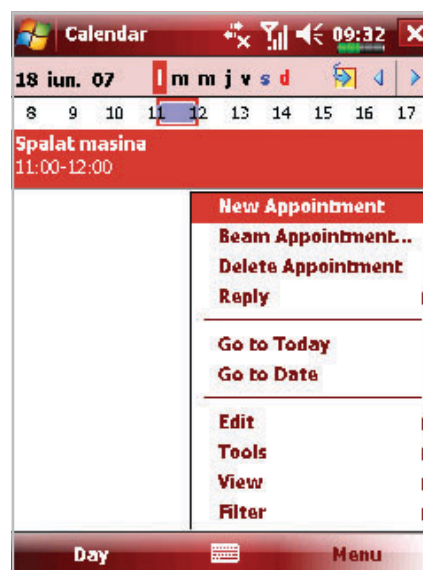 Calendar 09:32
18 iun. 07 l m m j v s d
8 9 10 11 12 13 14 15 16 17
Spalat masina
11:00-12:00
New Appointment
Beam Appointment...
Delete Appointment
Reply
Go to Today
Go to Date
Edit
Tools
View
Filter
Day Menu